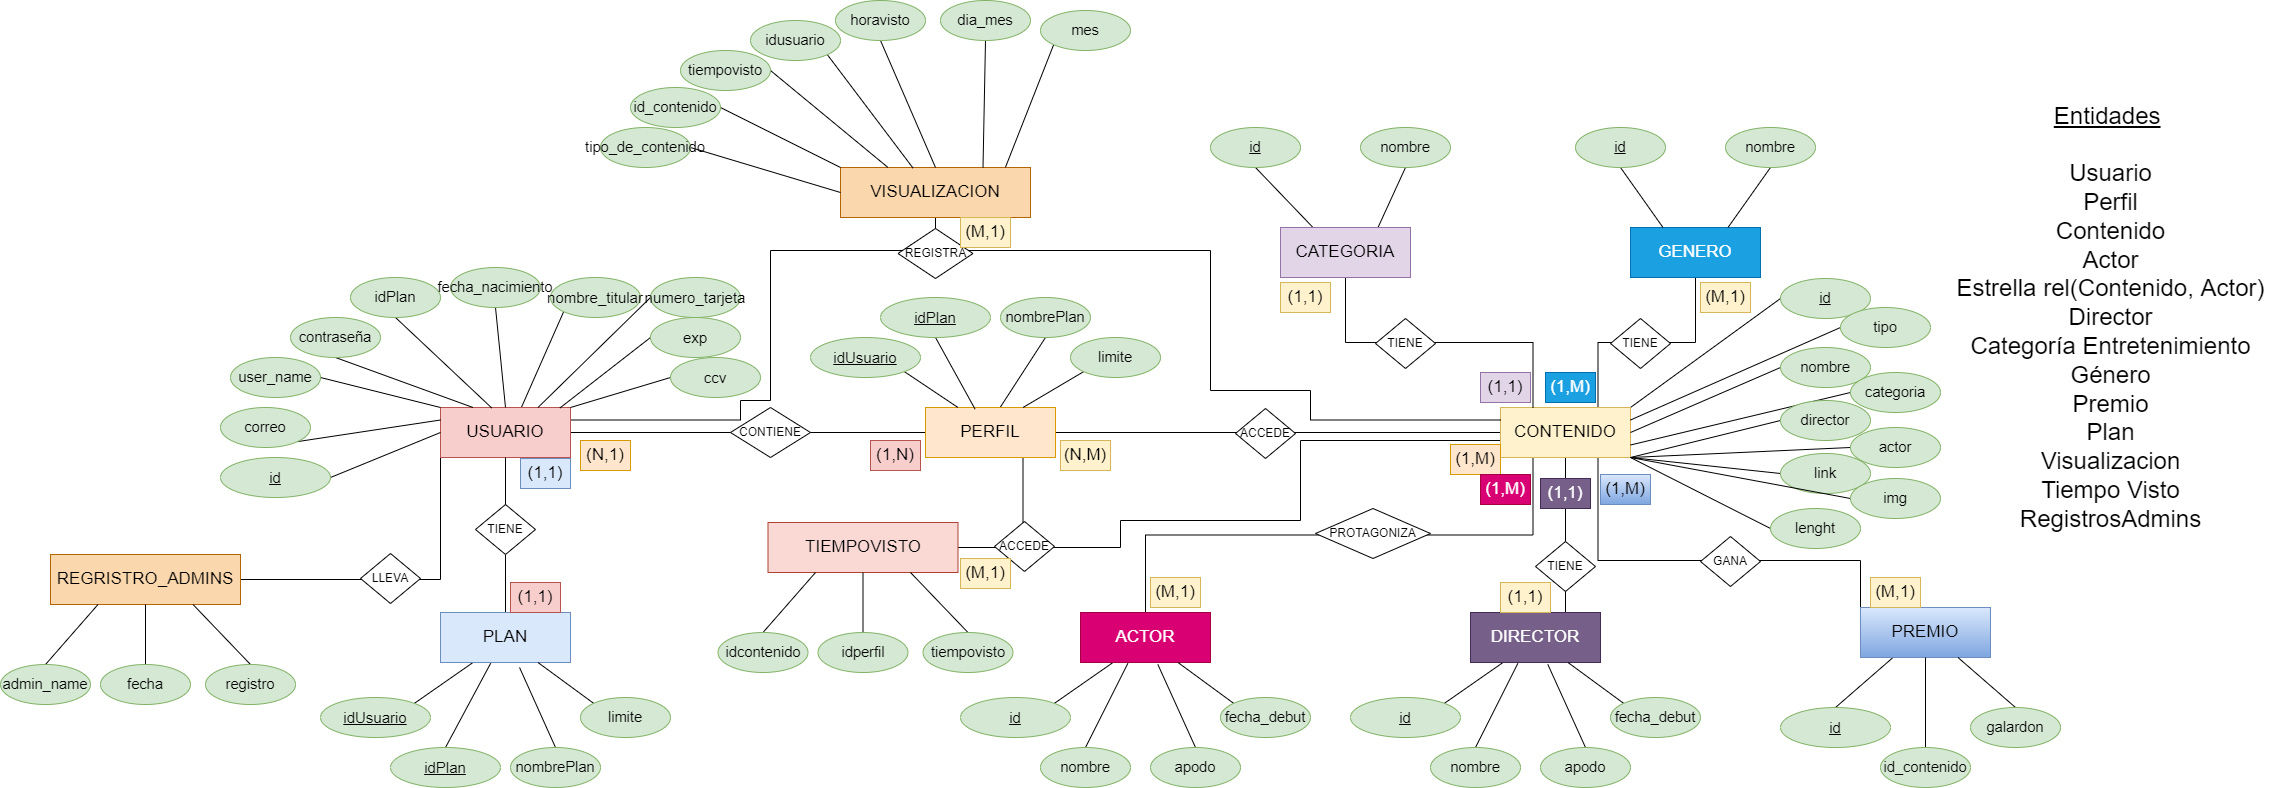 horavisto
dia_mes
mes
idusuario
tiempovisto
id_contenido
tipo_de_contenido
VISUALIZACION
(M,1)
REGISTRA
id
nombre
id
nombre
CATEGORIA
GENERO
(1,1)
(M,1)
TIENE
TIENE
(1,1)
(1,M)
Entidades
Usuario
Perfil
Contenido
Actor
Estrella rel(Contenido, Actor)
Director
Categoría Entretenimiento
Género
Premio
Plan
Visualizacion
Tiempo Visto
RegistrosAdmins
idPlan
fecha_nacimiento
nombre_titular
numero_tarjeta
contraseña
exp
user_name
ccv
correo
id
USUARIO
(1,1)
(N,1)
CONTIENE
(1,N)
idPlan
nombrePlan
idUsuario
limite
PERFIL
(N,M)
ACCEDE
CONTENIDO
id
tipo
nombre
categoria
director
actor
link
img
lenght
(1,M)
(1,M)
(1,1)
(1,M)
TIENE
REGRISTRO_ADMINS
LLEVA
admin_name
fecha
registro
(1,1)
PLAN
idUsuario
limite
idPlan
nombrePlan
TIEMPOVISTO
ACCEDE
(M,1)
idcontenido
idperfil
tiempovisto
PROTAGONIZA
(M,1)
ACTOR
id
fecha_debut
nombre
apodo
TIENE
(1,1)
DIRECTOR
id
fecha_debut
nombre
apodo
GANA
(M,1)
PREMIO
id
galardon
id_contenido